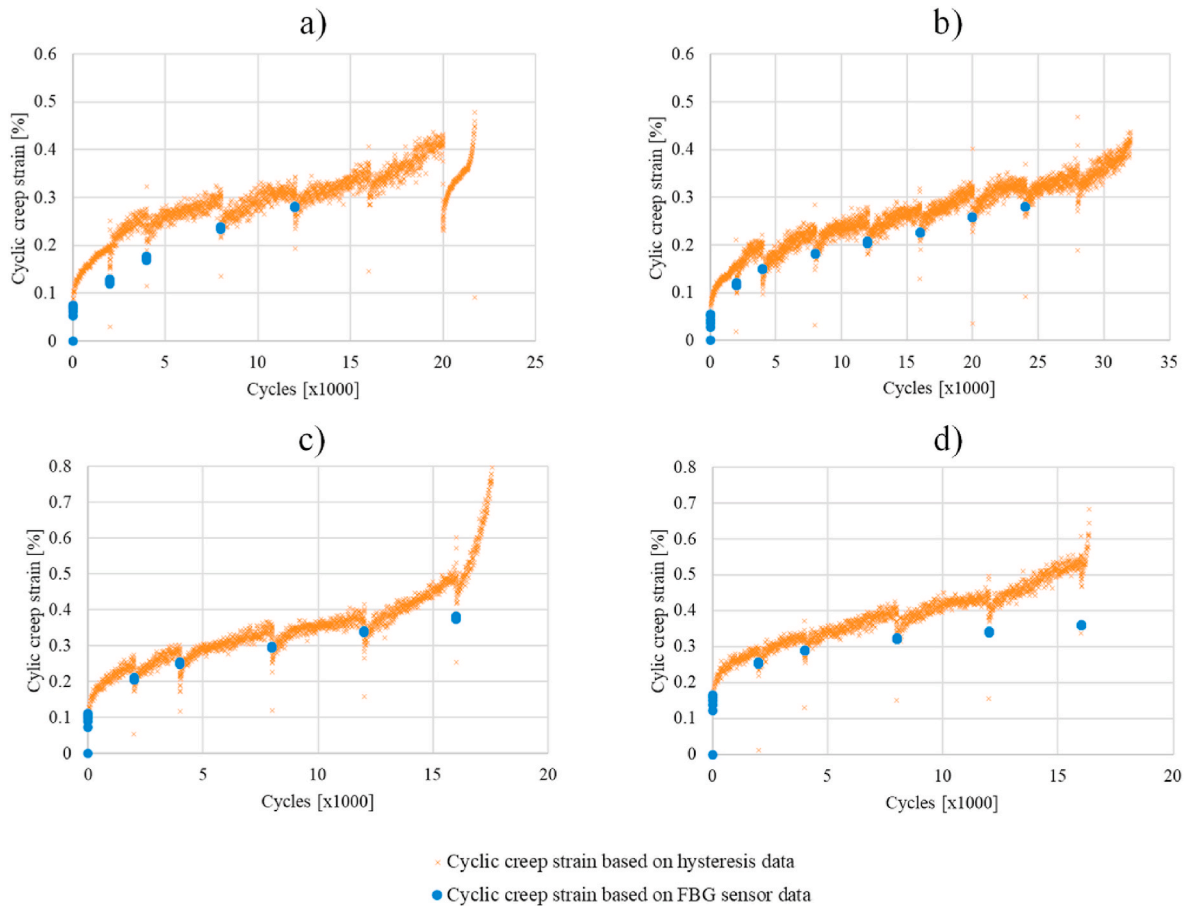 a)
0.6
0.5
0.4
0.3
0.2
0.1
0
Cyclic creep strain [%]
0 5 10 15 20 25
Cycles [x1000]
b)
0.6
0.5
0.4
0.3
0.2
0.1
0
Cylic creep strain [%]
0 5 10 15 20 25 30 35
Cycles [x1000]
c)
0.8
0.7
0.6
0.5
0.4
0.3
0.2
0.1
0
Cylic creep strain [%]
0 5 10 15 20
Cycles [x1000]
d)
0.8
0.7
0.6
0.5
0.4
0.3
0.2
0.1
0
Cylic creep strain [%]
0 5 10 15 20
Cycles [x1000]
Cyclic creep strain based on hysteresis data
Cyclic creep strain based on FBG sensor data